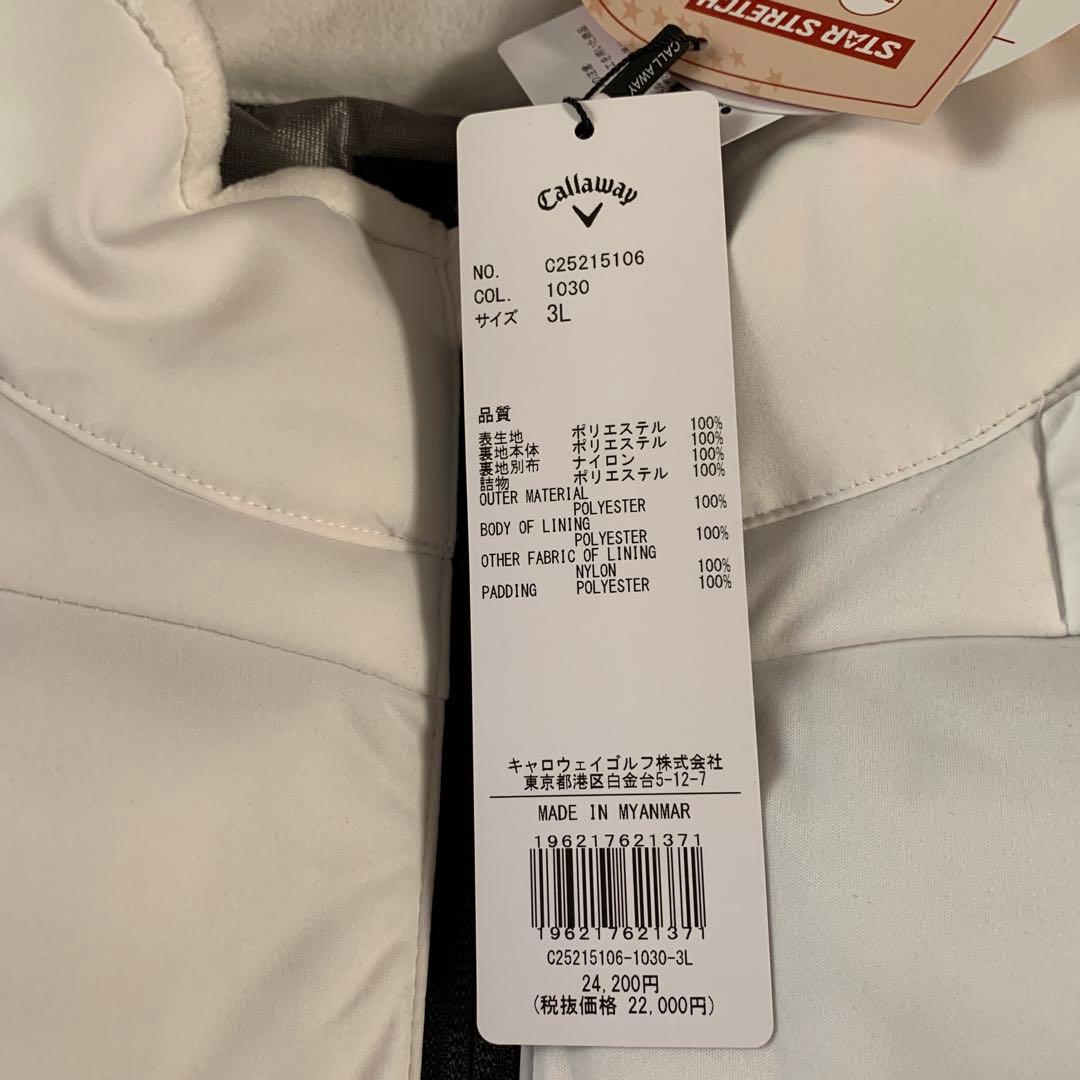 STAR STRETCH
CALLAWAY
Callaway
NO. C25215106
COL. 1030
サイズ 3L
品質
表生地 ポリエステル 100%
裏地本体 ポリエステル 100%
裏地別布 ナイロン 100%
詰物 ポリエステル 100%
OUTER MATERIAL
POLYESTER 100%
BODY OF LINING
POLYESTER 100%
OTHER FABRIC OF LINING
NYLON 100%
PADDING POLYESTER 100%
キャロウェイゴルフ株式会社
東京都港区白金台5-12-7
MADE IN MYANMAR
196217621371
196217621371
C25215106-1030-3L
24,200円
(税抜価格 22,000円)